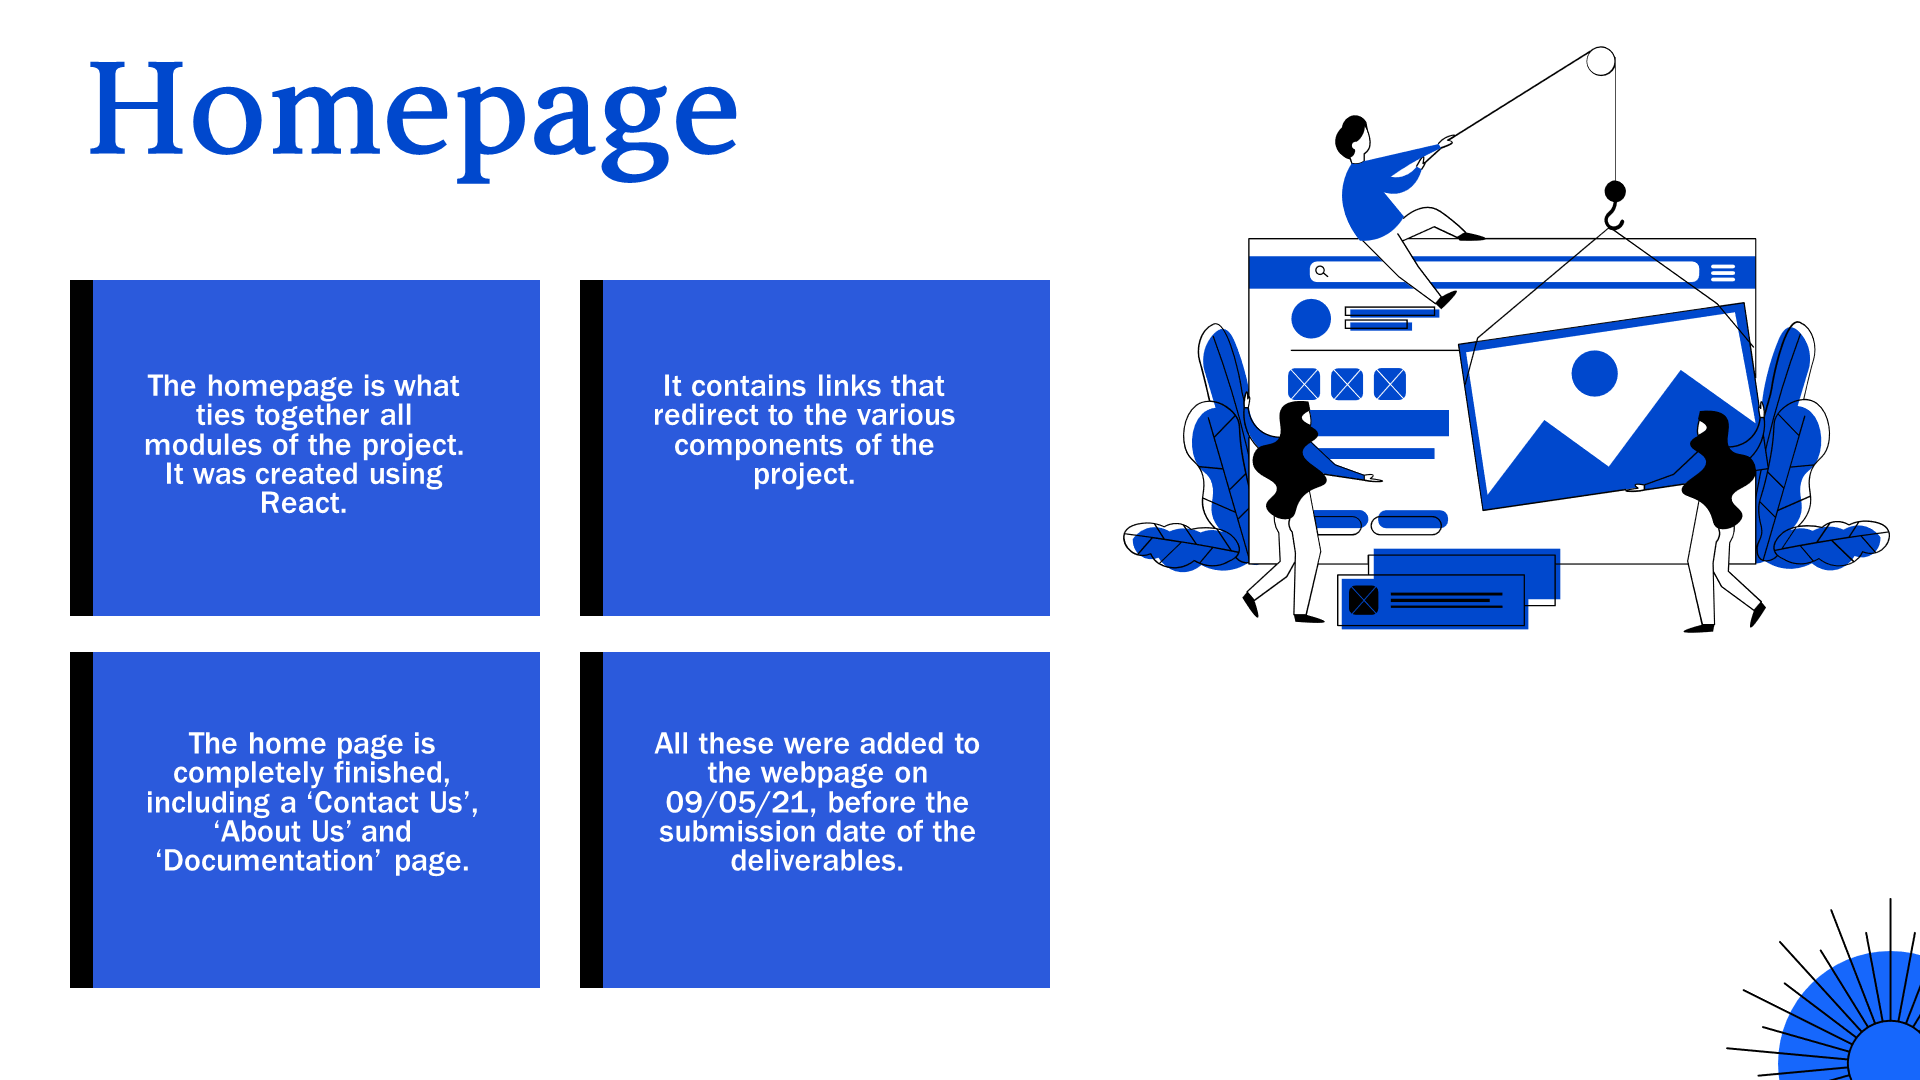 Homepage
The homepage is what
ties together all
modules of the project.
It was created using
React.
It contains links that
redirect to the various
components of the
project.
The home page is
completely finished,
including a ‘Contact Us’,
‘About Us’ and
‘Documentation’ page.
All these were added to
the webpage on
09/05/21, before the
submission date of the
deliverables.